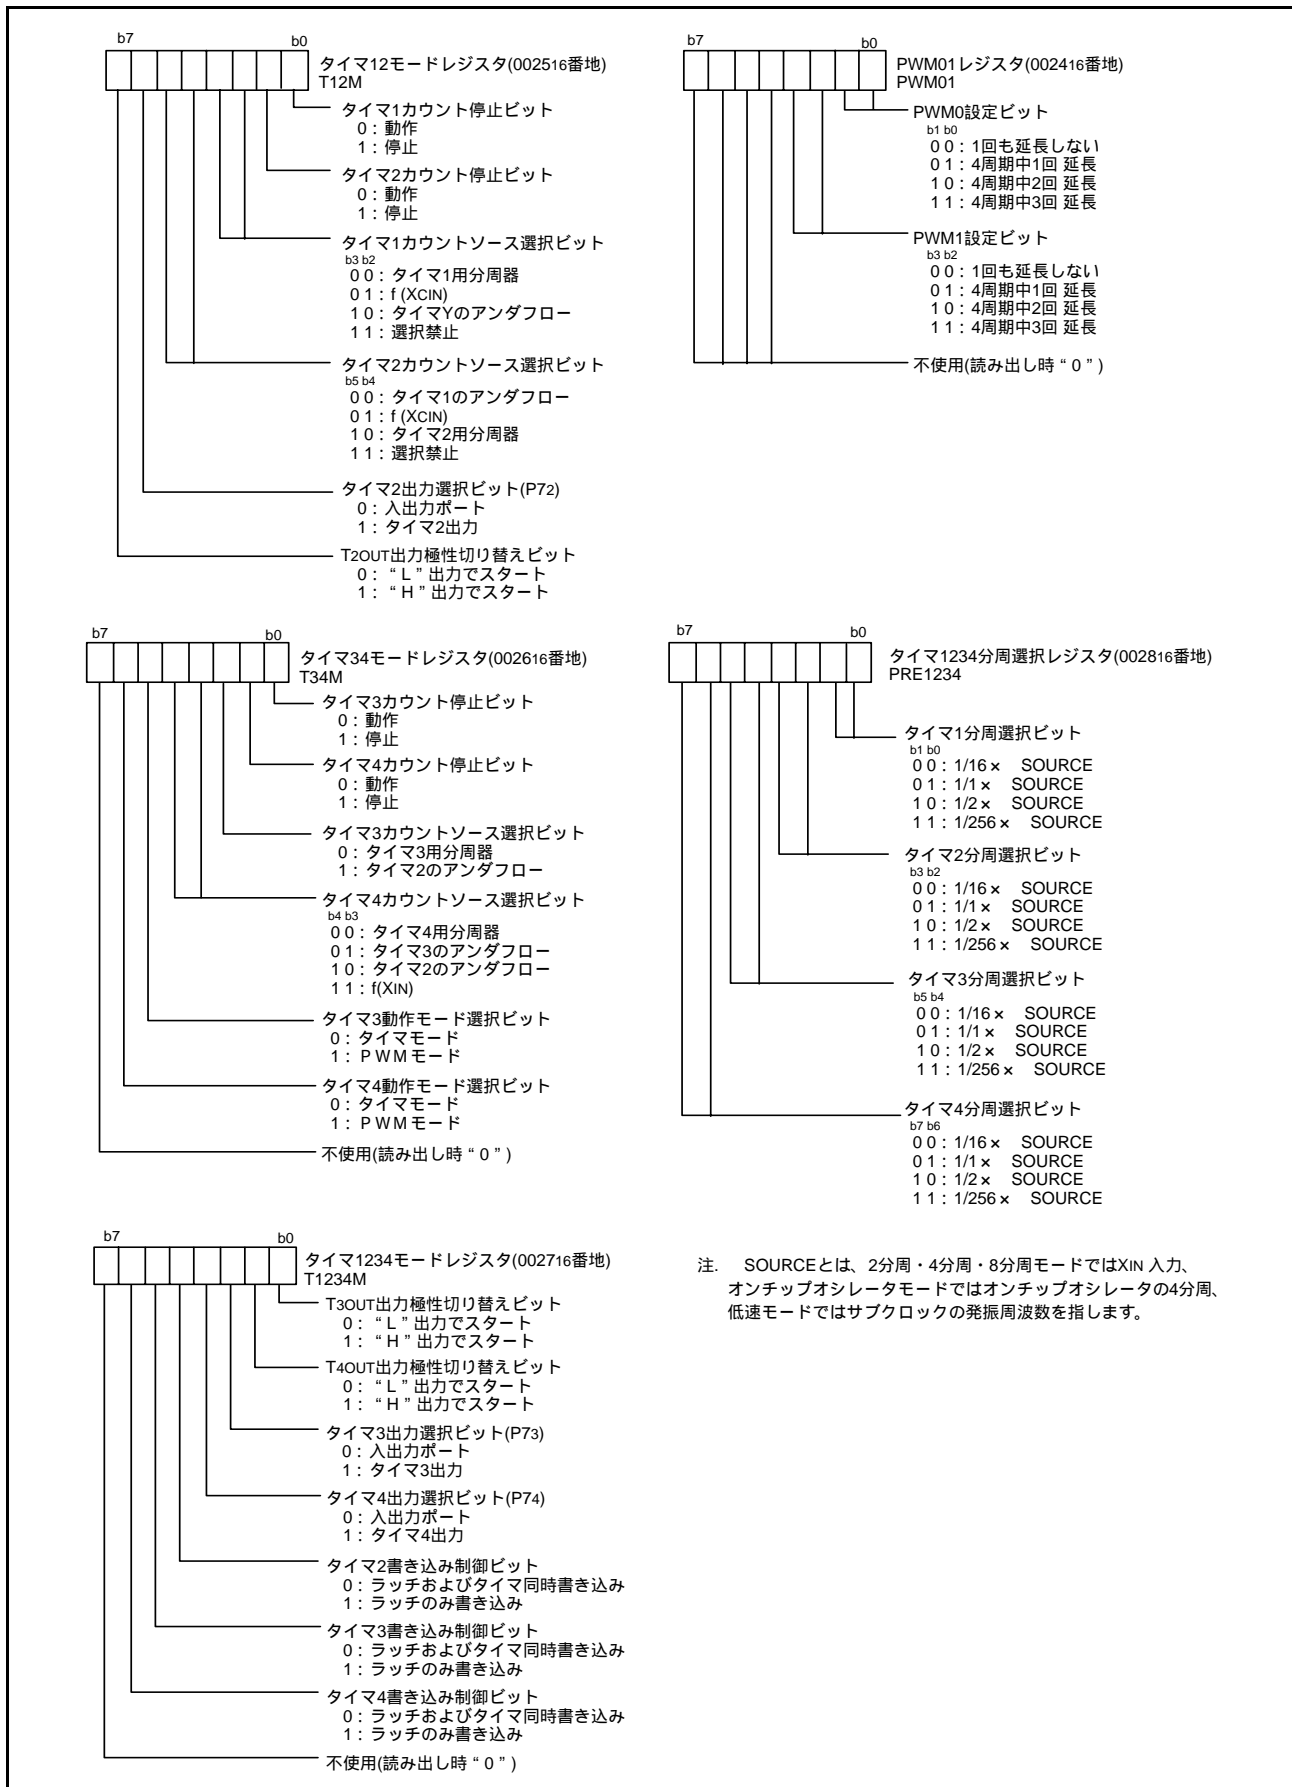 b7 b0
タイマ12モードレジスタ(002516番地)
T12M
タイマ1カウント停止ビット
0 : 動作
1 : 停止
タイマ2カウント停止ビット
0 : 動作
1 : 停止
タイマ1カウントソース選択ビット
b3 b2
0 0 : タイマ1用分周器
0 1 : f (XCIN)
1 0 : タイマYのアンダフロー
1 1 : 選択禁止
タイマ2カウントソース選択ビット
b5 b4
0 0 : タイマ1のアンダフロー
0 1 : f (XCIN)
1 0 : タイマ2用分周器
1 1 : 選択禁止
タイマ2出力選択ビット(P72)
0 : 入出力ポート
1 : タイマ2出力
T2OUT出力極性切り替えビット
0 : “ L ” 出力でスタート
1 : “ H ” 出力でスタート
b7 b0
PWM01レジスタ(002416番地)
PWM01
PWM0設定ビット
b1 b0
0 0 : 1回も延長しない
0 1 : 4周期中1回 延長
1 0 : 4周期中2回 延長
1 1 : 4周期中3回 延長
PWM1設定ビット
b3 b2
0 0 : 1回も延長しない
0 1 : 4周期中1回 延長
1 0 : 4周期中2回 延長
1 1 : 4周期中3回 延長
不使用(読み出し時 “ 0 ” )
b7 b0
タイマ34モードレジスタ(002616番地)
T34M
タイマ3カウント停止ビット
0 : 動作
1 : 停止
タイマ4カウント停止ビット
0 : 動作
1 : 停止
タイマ3カウントソース選択ビット
0 : タイマ3用分周器
1 : タイマ2のアンダフロー
タイマ4カウントソース選択ビット
b4 b3
0 0 : タイマ4用分周器
0 1 : タイマ3のアンダフロー
1 0 : タイマ2のアンダフロー
1 1 : f(XIN)
タイマ3動作モード選択ビット
0 : タイマモード
1 : P W M モード
タイマ4動作モード選択ビット
0 : タイマモード
1 : P W M モード
不使用(読み出し時 “ 0 ” )
b7 b0
タイマ1234分周選択レジスタ(002816番地)
PRE1234
タイマ1分周選択ビット
b1 b0
0 0 : 1/16 × SOURCE
0 1 : 1/1 × SOURCE
1 0 : 1/2 × SOURCE
1 1 : 1/256 × SOURCE
タイマ2分周選択ビット
b3 b2
0 0 : 1/16 × SOURCE
0 1 : 1/1 × SOURCE
1 0 : 1/2 × SOURCE
1 1 : 1/256 × SOURCE
タイマ3分周選択ビット
b5 b4
0 0 : 1/16 × SOURCE
0 1 : 1/1 × SOURCE
1 0 : 1/2 × SOURCE
1 1 : 1/256 × SOURCE
タイマ4分周選択ビット
b7 b6
0 0 : 1/16 × SOURCE
0 1 : 1/1 × SOURCE
1 0 : 1/2 × SOURCE
1 1 : 1/256 × SOURCE
b7 b0
タイマ1234モードレジスタ(002716番地)
T1234M
T3OUT出力極性切り替えビット
0 : “ L ” 出力でスタート
1 : “ H ” 出力でスタート
T4OUT出力極性切り替えビット
0 : “ L ” 出力でスタート
1 : “ H ” 出力でスタート
タイマ3出力選択ビット(P73)
0 : 入出力ポート
1 : タイマ3出力
タイマ4出力選択ビット(P74)
0 : 入出力ポート
1 : タイマ4出力
タイマ2書き込み制御ビット
0 : ラッチおよびタイマ同時書き込み
1 : ラッチのみ書き込み
タイマ3書き込み制御ビット
0 : ラッチおよびタイマ同時書き込み
1 : ラッチのみ書き込み
タイマ4書き込み制御ビット
0 : ラッチおよびタイマ同時書き込み
1 : ラッチのみ書き込み
不使用(読み出し時 “ 0 ” )
注. SOURCEとは、2分周・4分周・8分周モードではXIN 入力、
オンチップオシレータモードではオンチップオシレータの4分周、
低速モードではサブクロックの発振周波数を指します。